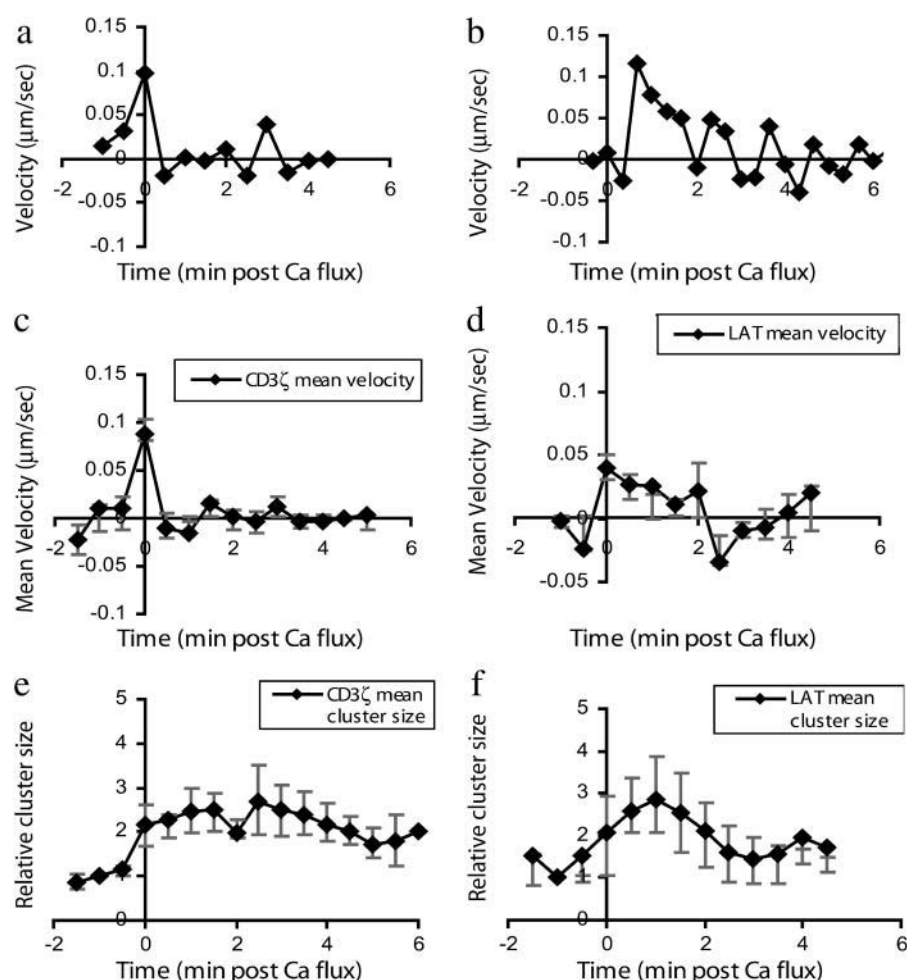 a
Velocity (µm/sec)
0.15
0.1
0.05
0
-0.05
-0.1
-2
0
2
4
6
Time (min post Ca flux)
b
Velocity (µm/sec)
0.15
0.1
0.05
0
-0.05
-0.1
-2
0
2
4
6
Time (min post Ca flux)
c
Mean Velocity (µm/sec)
CD3ζ mean velocity
0.15
0.1
0.05
0
-0.05
-0.1
-2
0
2
4
6
Time (min post Ca flux)
d
Mean Velocity (µm/sec)
LAT mean velocity
0.15
0.1
0.05
0
-0.05
-2
0
2
4
6
Time (min post Ca flux)
e
Relative cluster size
CD3ζ mean
cluster size
5
4
3
2
1
0
-2
0
2
4
6
Time (min post Ca flux)
f
Relative cluster size
LAT mean
cluster size
5
4
3
2
1
0
-2
0
2
4
6
Time (min post Ca flux)